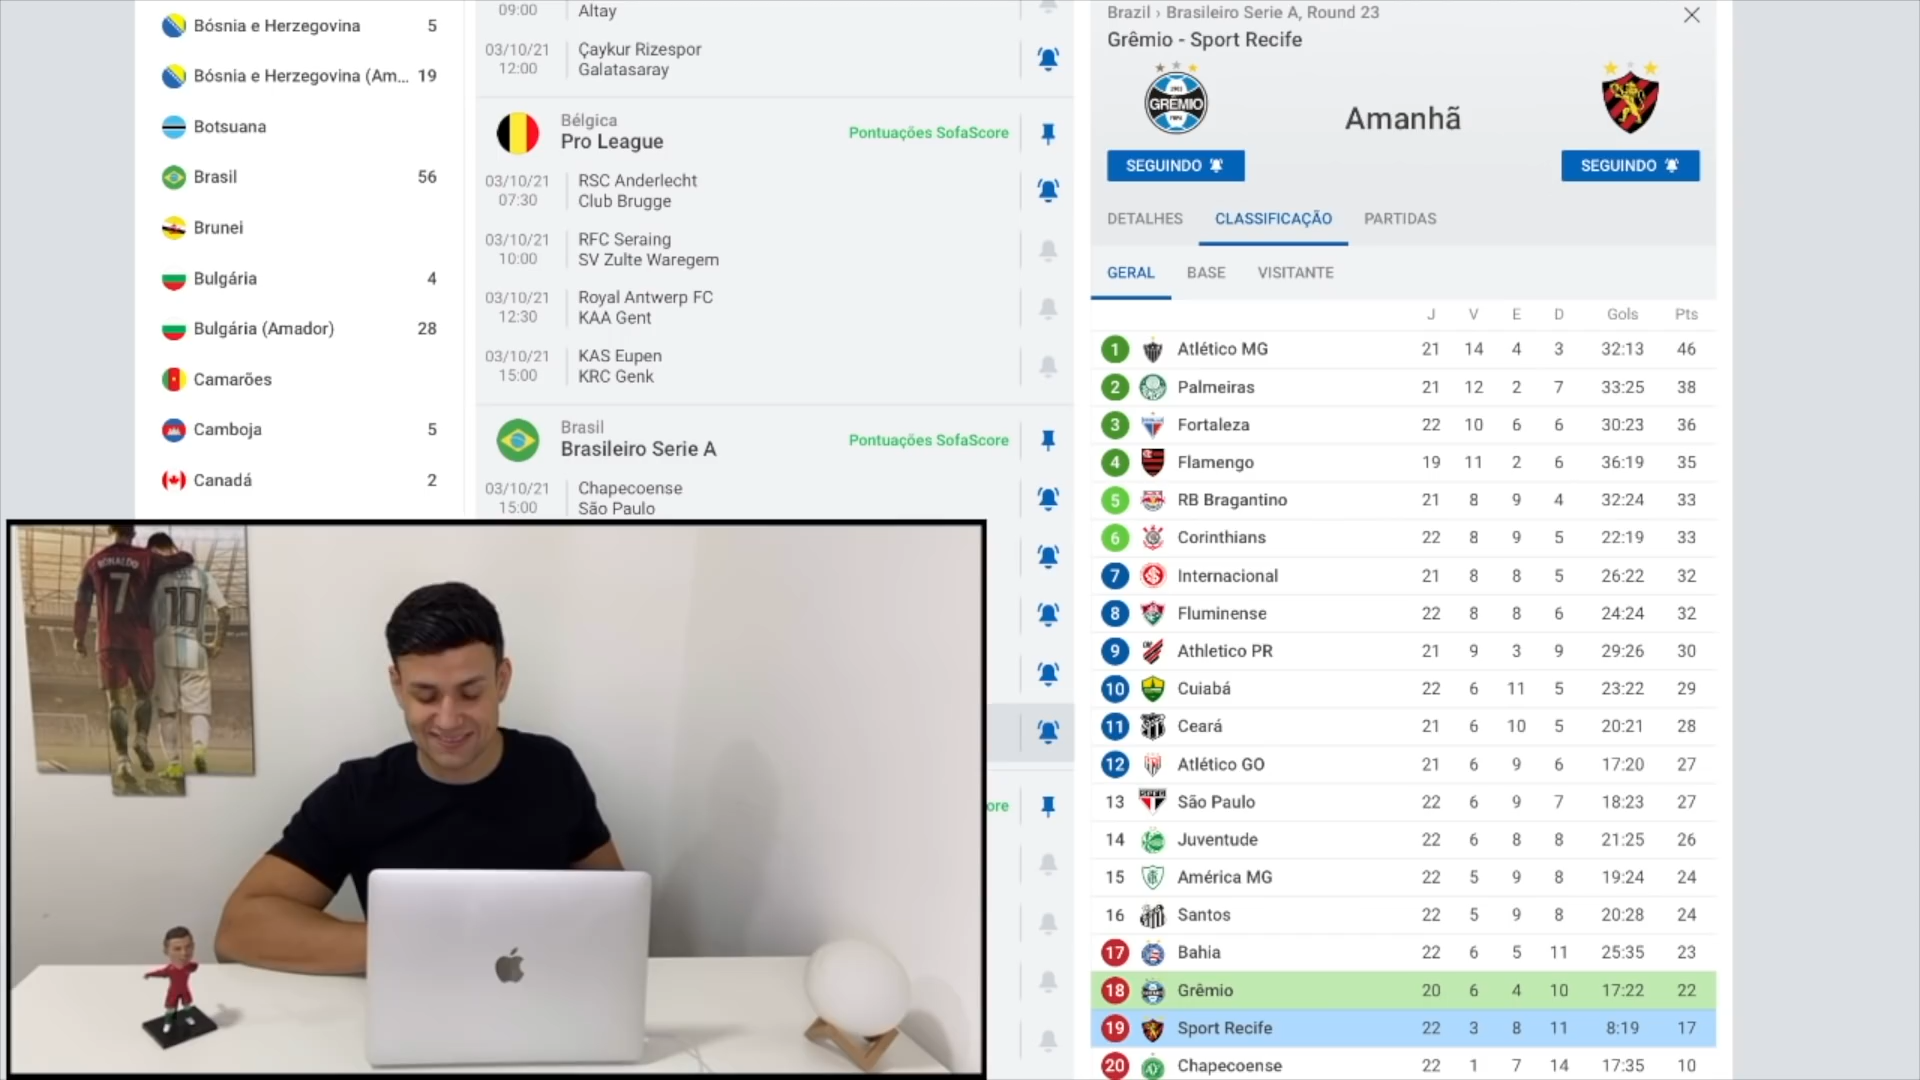 Bósnia e Herzegovina 5
Bósnia e Herzegovina (Am... 19
Botsuana
Brasil 56
Brunei
Bulgária 4
Bulgária (Amador) 28
Camarões
Camboja 5
Canadá 2
09:00 Altay
03/10/21 Çaykur Rizespor
12:00 Galatasaray
Bélgica
Pro League Pontuações SofaScore
03/10/21 RSC Anderlecht
07:30 Club Brugge
03/10/21 RFC Seraing
10:00 SV Zulte Waregem
03/10/21 Royal Antwerp FC
12:30 KAA Gent
03/10/21 KAS Eupen
15:00 KRC Genk
Brasil
Brasileiro Serie A Pontuações SofaScore
03/10/21 Chapecoense
15:00 São Paulo
ore
RONALDO
7
10
Brazil › Brasileiro Serie A, Round 23
Grêmio - Sport Recife
GRÊMIO
Amanhã
SEGUINDO SEGUINDO
DETALHES CLASSIFICAÇÃO PARTIDAS
GERAL BASE VISITANTE
J V E D Gols Pts
1 Atlético MG 21 14 4 3 32:13 46
2 Palmeiras 21 12 2 7 33:25 38
3 Fortaleza 22 10 6 6 30:23 36
4 Flamengo 19 11 2 6 36:19 35
5 RB Bragantino 21 8 9 4 32:24 33
6 Corinthians 22 8 9 5 22:19 33
7 Internacional 21 8 8 5 26:22 32
8 Fluminense 22 8 8 6 24:24 32
9 Athletico PR 21 9 3 9 29:26 30
10 Cuiabá 22 6 11 5 23:22 29
11 Ceará 21 6 10 5 20:21 28
12 Atlético GO 21 6 9 6 17:20 27
13 São Paulo 22 6 9 7 18:23 27
14 Juventude 22 6 8 8 21:25 26
15 América MG 22 5 9 8 19:24 24
16 Santos 22 5 9 8 20:28 24
17 Bahia 22 6 5 11 25:35 23
18 Grêmio 20 6 4 10 17:22 22
19 Sport Recife 22 3 8 11 8:19 17
20 Chapecoense 22 1 7 14 17:35 10